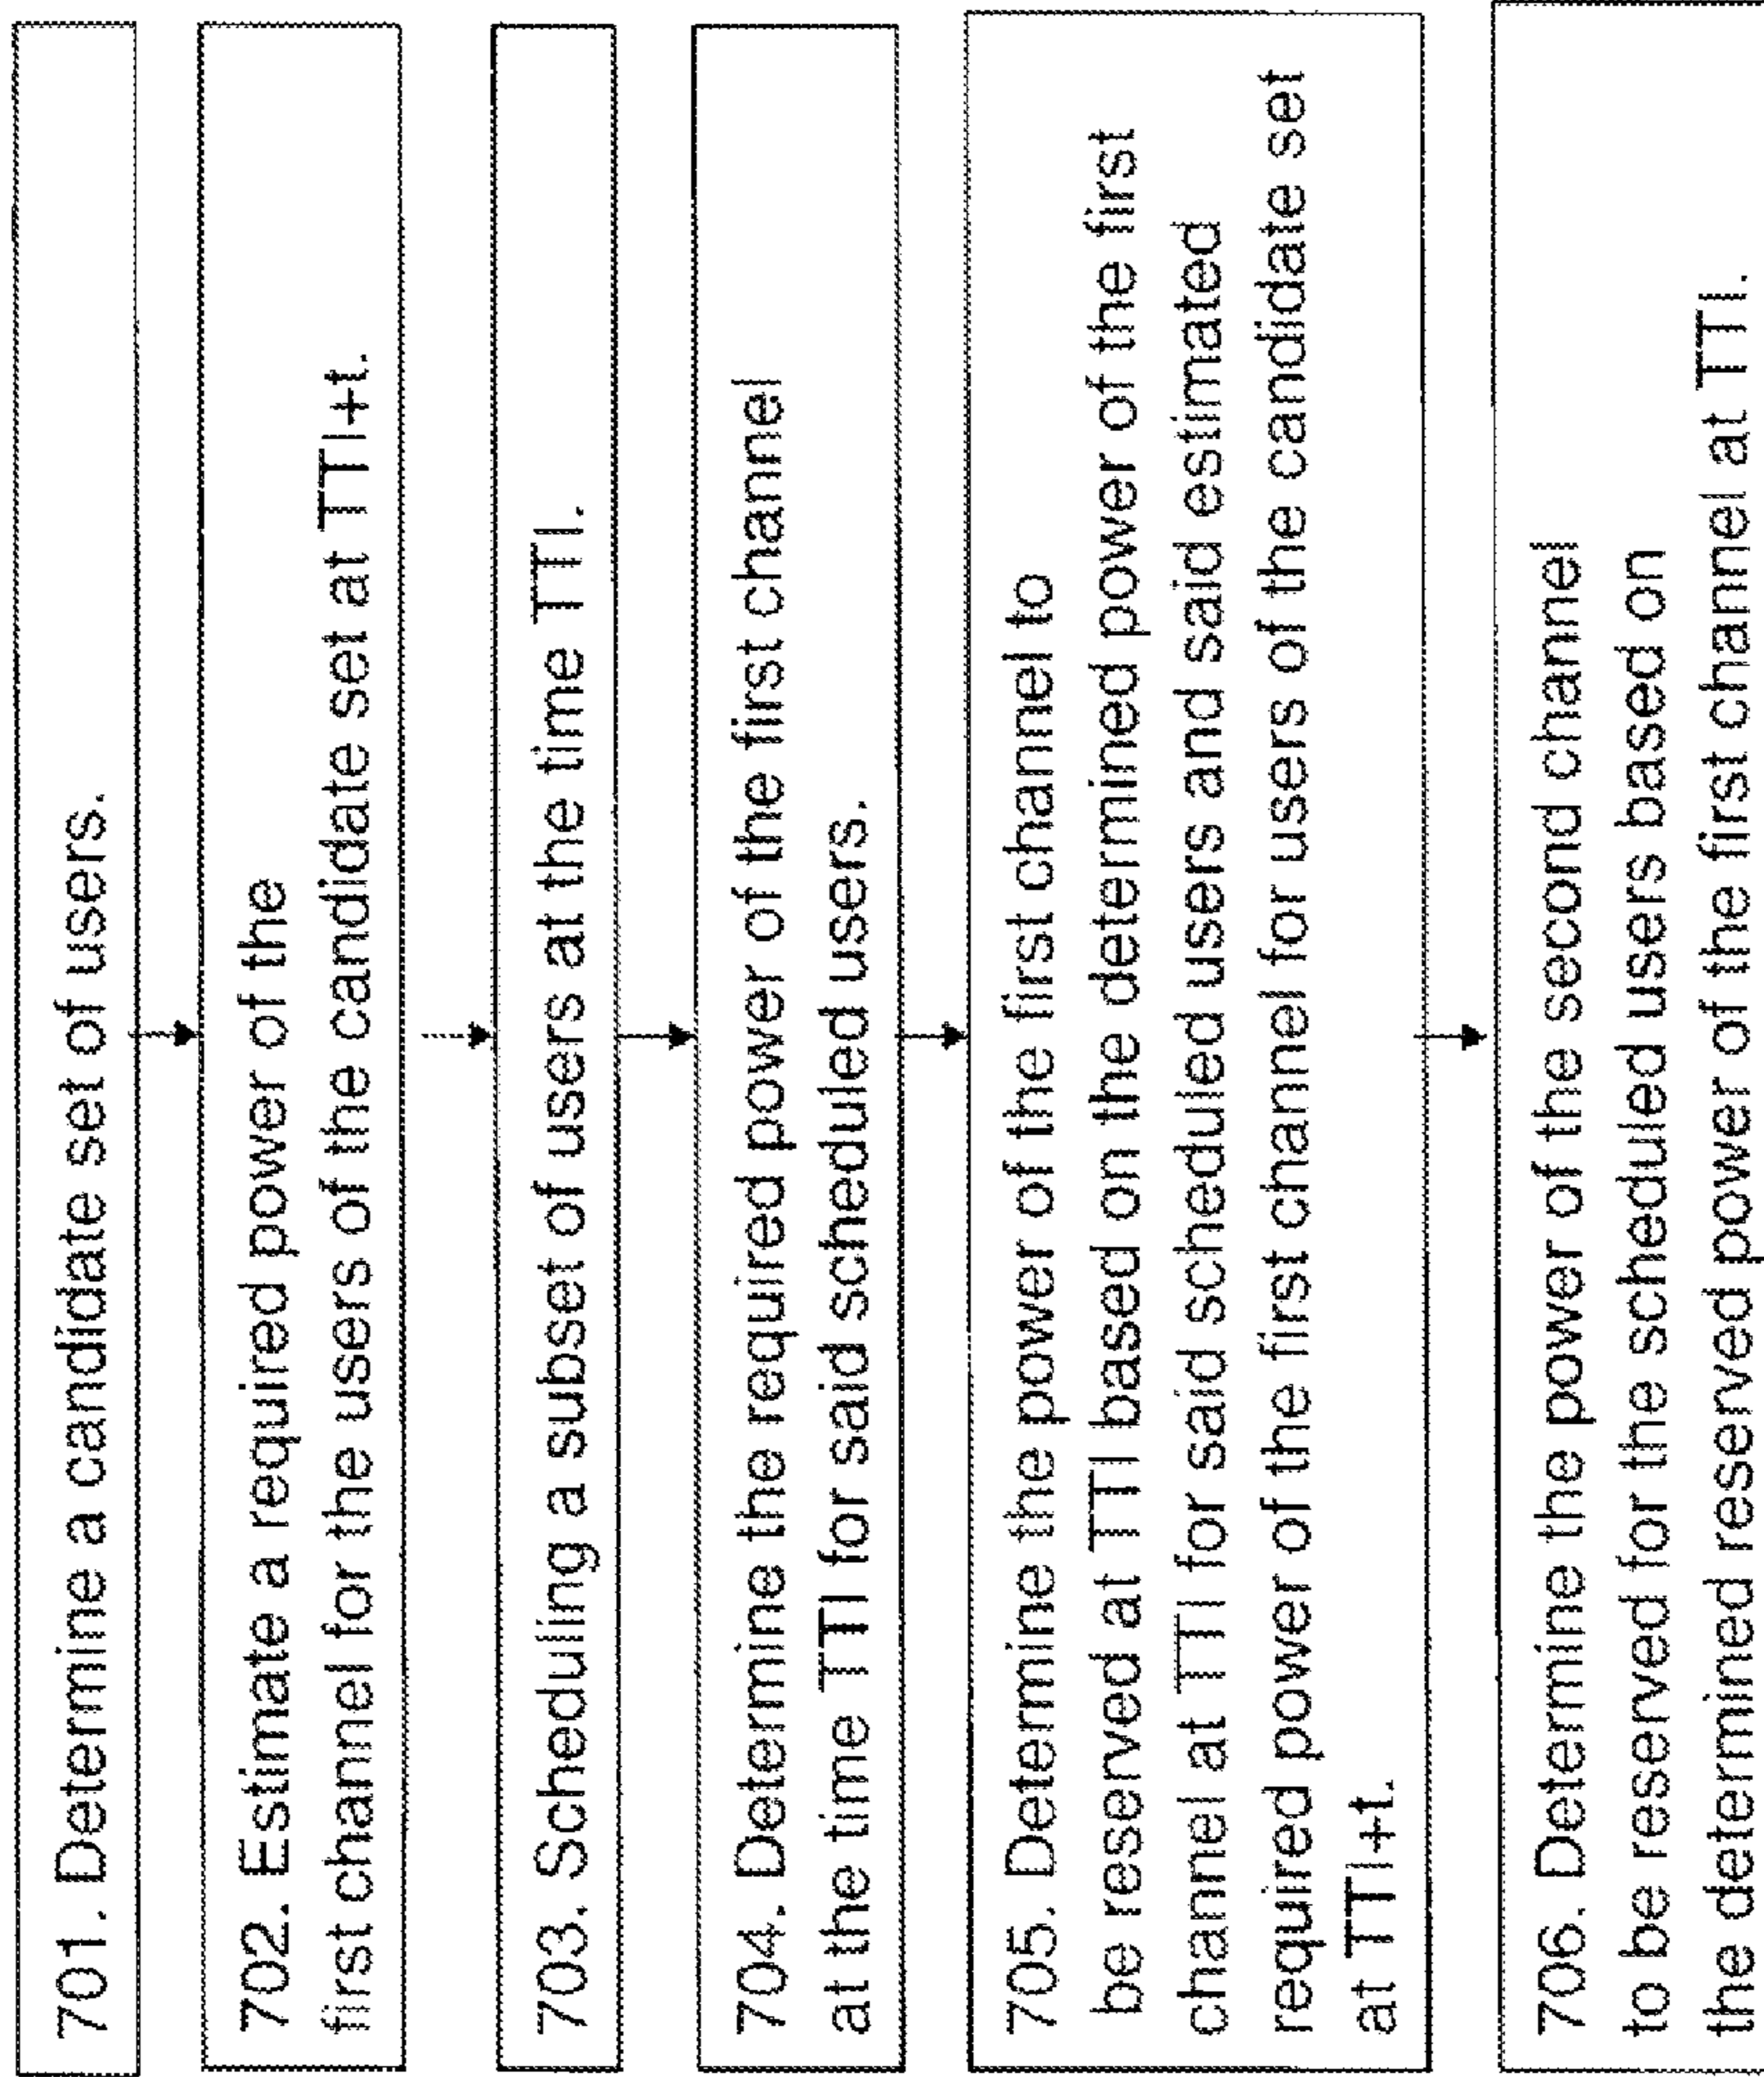 701. Determine a candidate set of users.
702. Estimate a required power of the
first channel for the users of the candidate set at TTI+t.
703. Scheduling a subset of users at the time TTI.
704. Determine the required power of the first channel
at the time TTI for said scheduled users.
705. Determine the power of the first channel to
be reserved at TTI based on the determined power of the first
channel at TTI for said scheduled users and said estimated
required power of the first channel for users of the candidate set
at TTI+t.
706. Determine the power of the second channel
to be reserved for the scheduled users based on
the determined reserved power of the first channel at TTI.